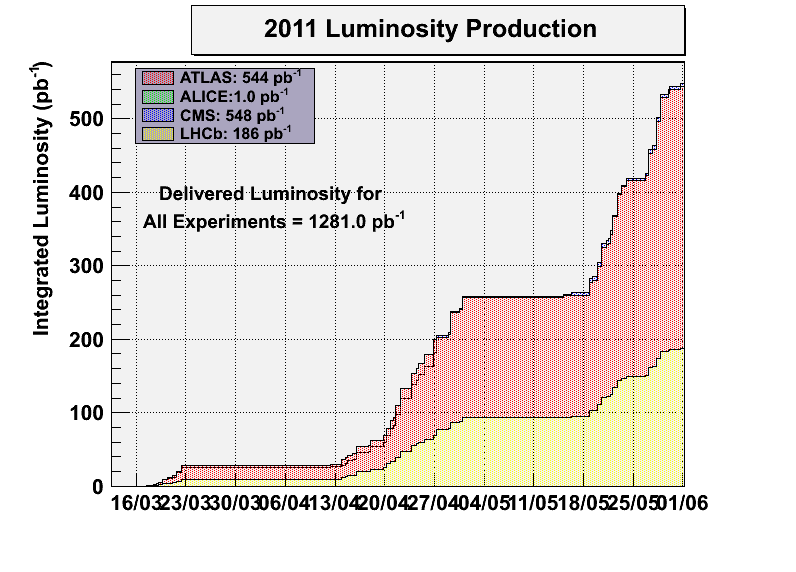 2011 Luminosity Production
Integrated Luminosity (pb⁻¹)
ATLAS: 544 pb⁻¹
ALICE:1.0 pb⁻¹
CMS: 548 pb⁻¹
LHCb: 186 pb⁻¹
Delivered Luminosity for
All Experiments = 1281.0 pb⁻¹
500
400
300
200
100
0
16/03 23/03 30/03 06/04 13/04 20/04 27/04 04/05 11/05 18/05 25/05 01/06